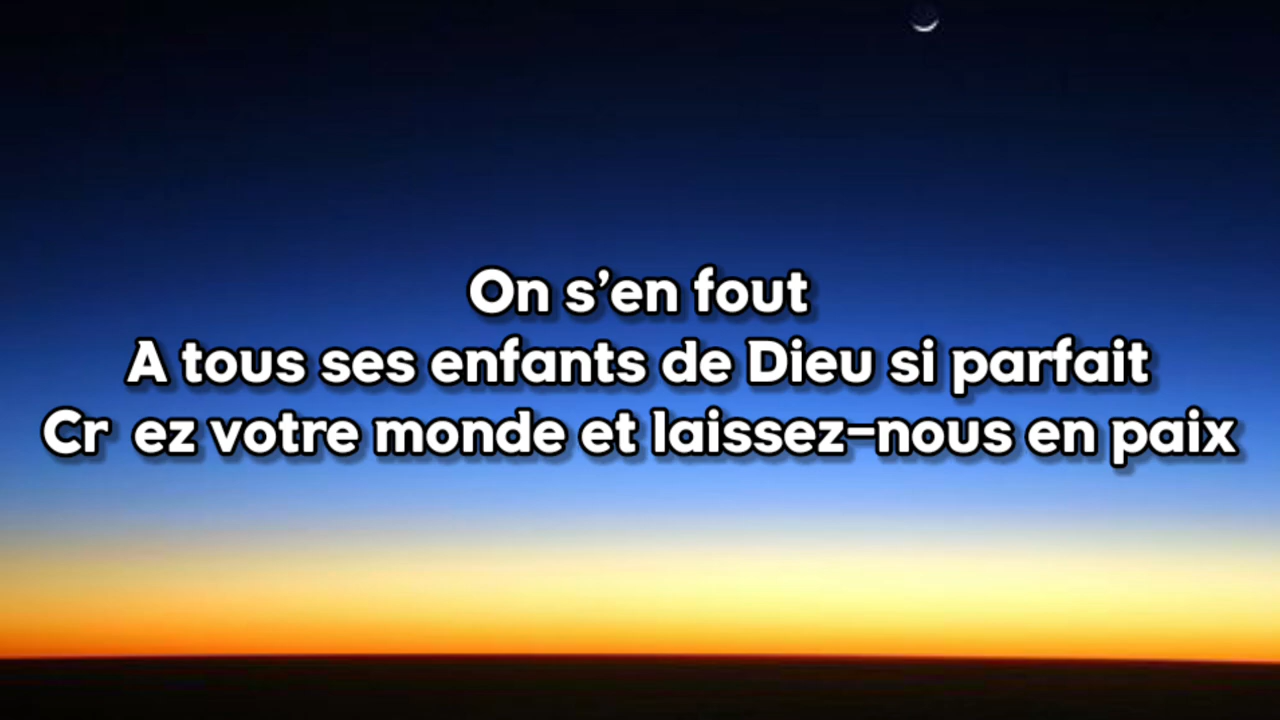 On s’en fout
A tous ses enfants de Dieu si parfait
Cr ez votre monde et laissez-nous en paix